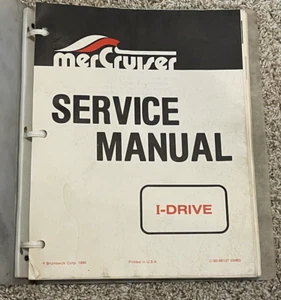 merCruiser
SERVICE
MANUAL
I-DRIVE
Printed in U.S.A.